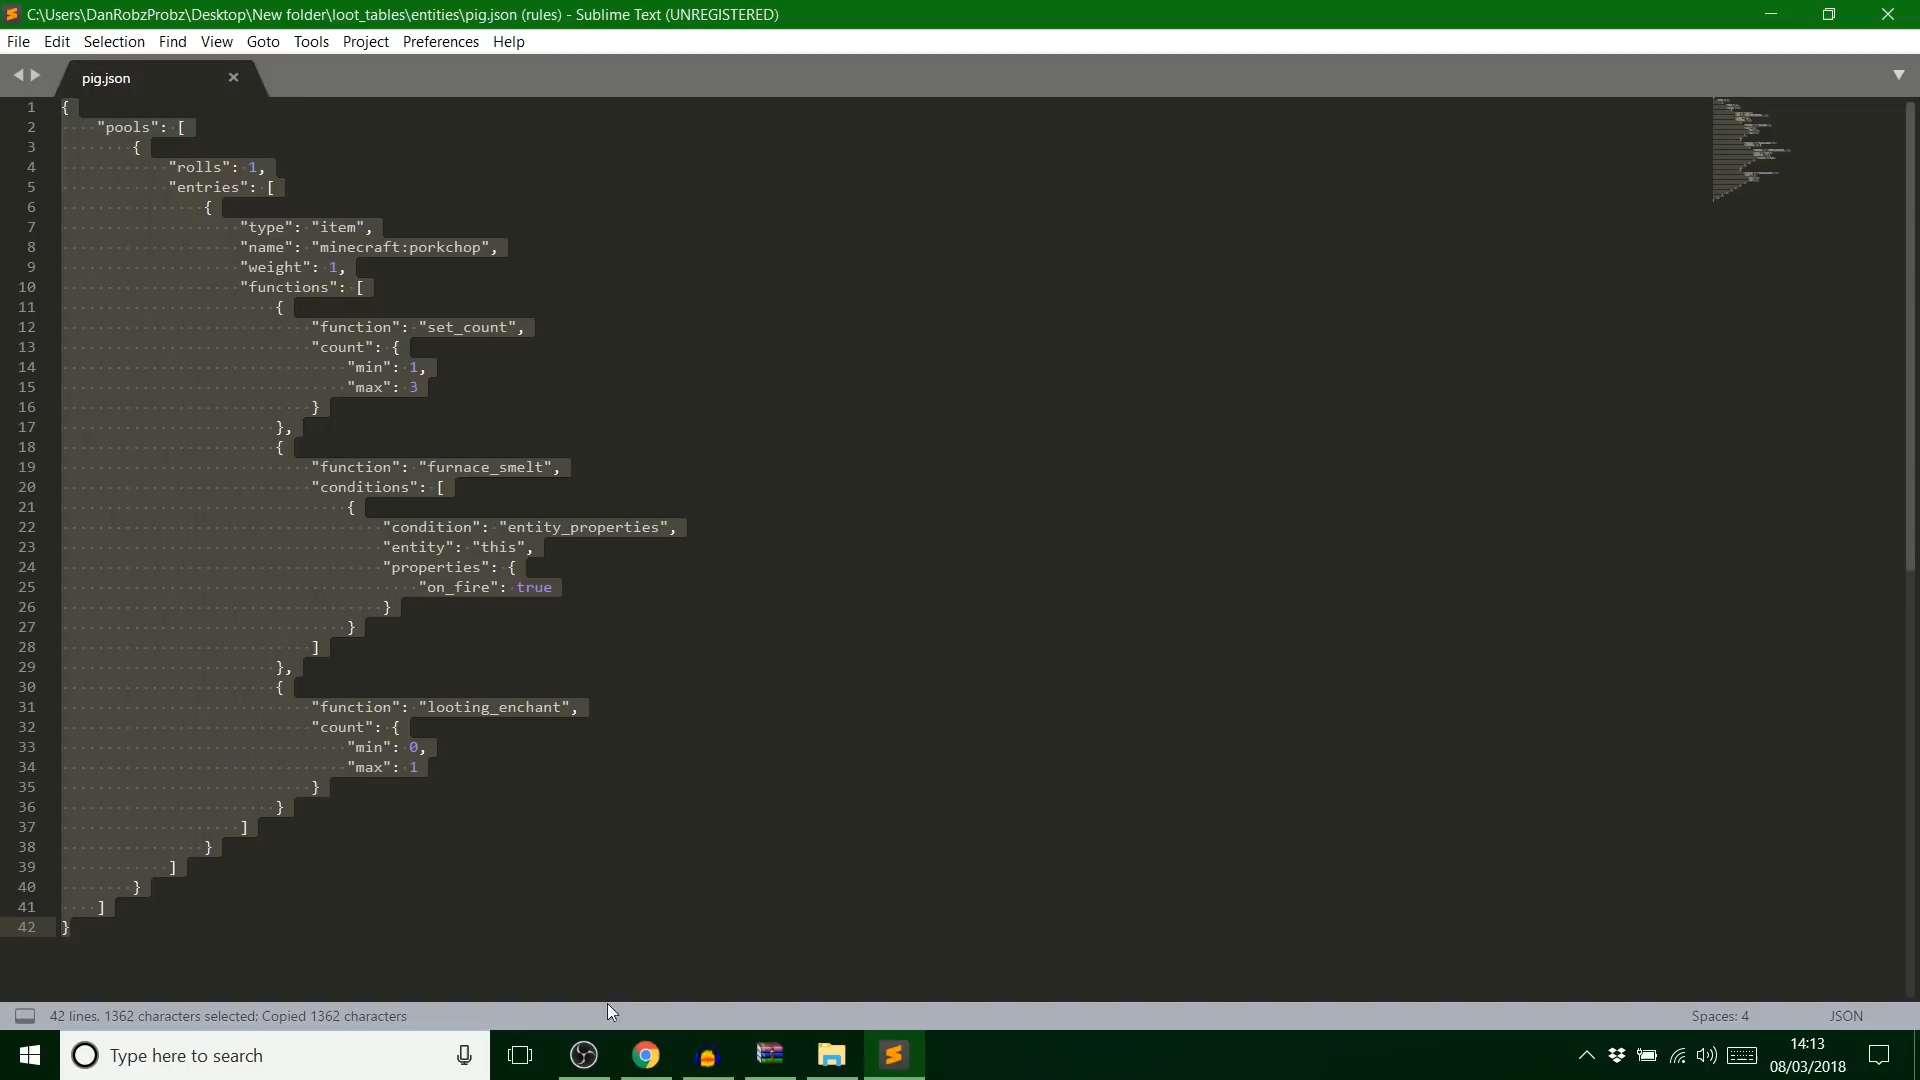 C:\Users\DanRobzProbz\Desktop\New folder\loot_tables\entities\pig.json (rules) - Sublime Text (UNREGISTERED)
File Edit Selection Find View Goto Tools Project Preferences Help
pig.json
1 {
2 "pools": [
3 {
4 "rolls": 1,
5 "entries": [
6 {
7 "type": "item",
8 "name": "minecraft:porkchop",
9 "weight": 1,
10 "functions": [
11 {
12 "function": "set_count",
13 "count": {
14 "min": 1,
15 "max": 3
16 }
17 },
18 {
19 "function": "furnace_smelt",
20 "conditions": [
21 {
22 "condition": "entity_properties",
23 "entity": "this",
24 "properties": {
25 "on_fire": true
26 }
27 }
28 ]
29 },
30 {
31 "function": "looting_enchant",
32 "count": {
33 "min": 0,
34 "max": 1
35 }
36 }
37 ]
38 }
39 ]
40 }
41 ]
42 }
42 lines, 1362 characters selected; Copied 1362 characters Spaces: 4 JSON
Type here to search 14:13
08/03/2018